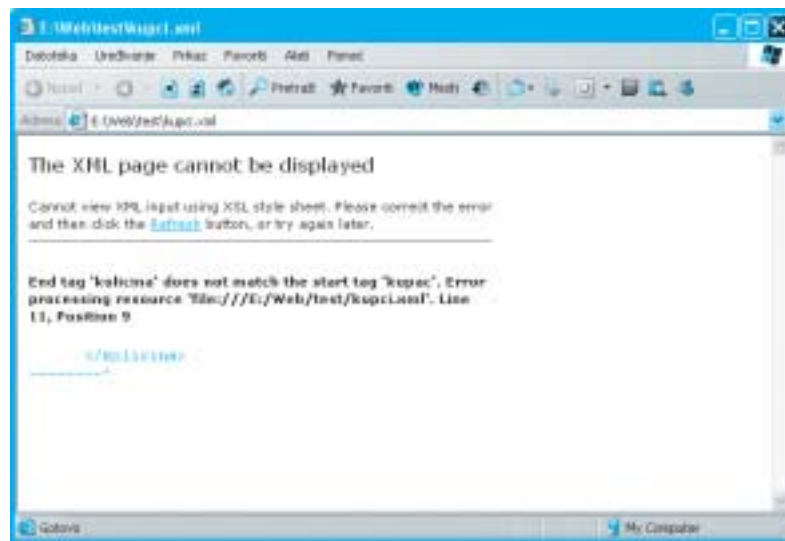 E:\Web\test\kupci.xml
Datoteka Uređivanje Prikaz Favoriti Alati Pomoć
Pretraži Favoriti Mediji
Adresa E:\Web\test\kupci.xml
The XML page cannot be displayed
Cannot view XML input using XSL style sheet. Please correct the error
and then click the Refresh button, or try again later.
End tag 'kolicina' does not match the start tag 'kupac'. Error
processing resource 'file:///E:/Web/test/kupci.xml'. Line
11, Position 9
</kolicina>
--------^
Gotovo My Computer